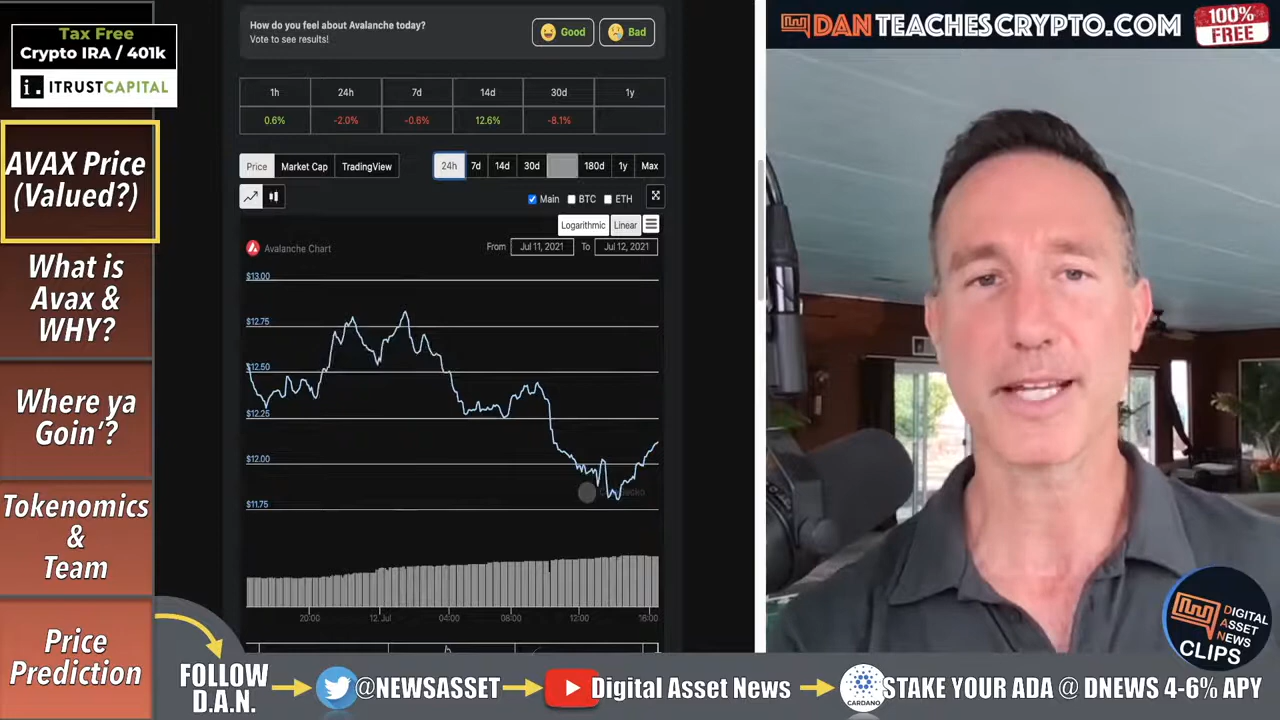 Tax Free
Crypto IRA / 401k
i. ITRUSTCAPITAL
AVAX Price
(Valued?)
What is
Avax &
WHY?
Where ya
Goin'?
Tokenomics
&
Team
Price
Prediction
How do you feel about Avalanche today?
Vote to see results!
Good
Bad
1h 24h 7d 14d 30d 1y
0.6% -2.0% -0.6% 12.6% -8.1%
Price Market Cap TradingView
24h 7d 14d 30d 180d 1y Max
Main BTC ETH
Logarithmic Linear
Avalanche Chart
From Jul 11, 2021 To Jul 12, 2021
$13.00
$12.75
$12.50
$12.25
$12.00
$11.75
20:00 12. Jul 04:00 08:00 12:00 16:00
DANTEACHESCRYPTO.COM
100%
FREE
DIGITAL
ASSET
NEWS
CLIPS
FOLLOW
D.A.N.
@NEWSASSET
Digital Asset News
CARDANO
STAKE YOUR ADA @ DNEWS 4-6% APY